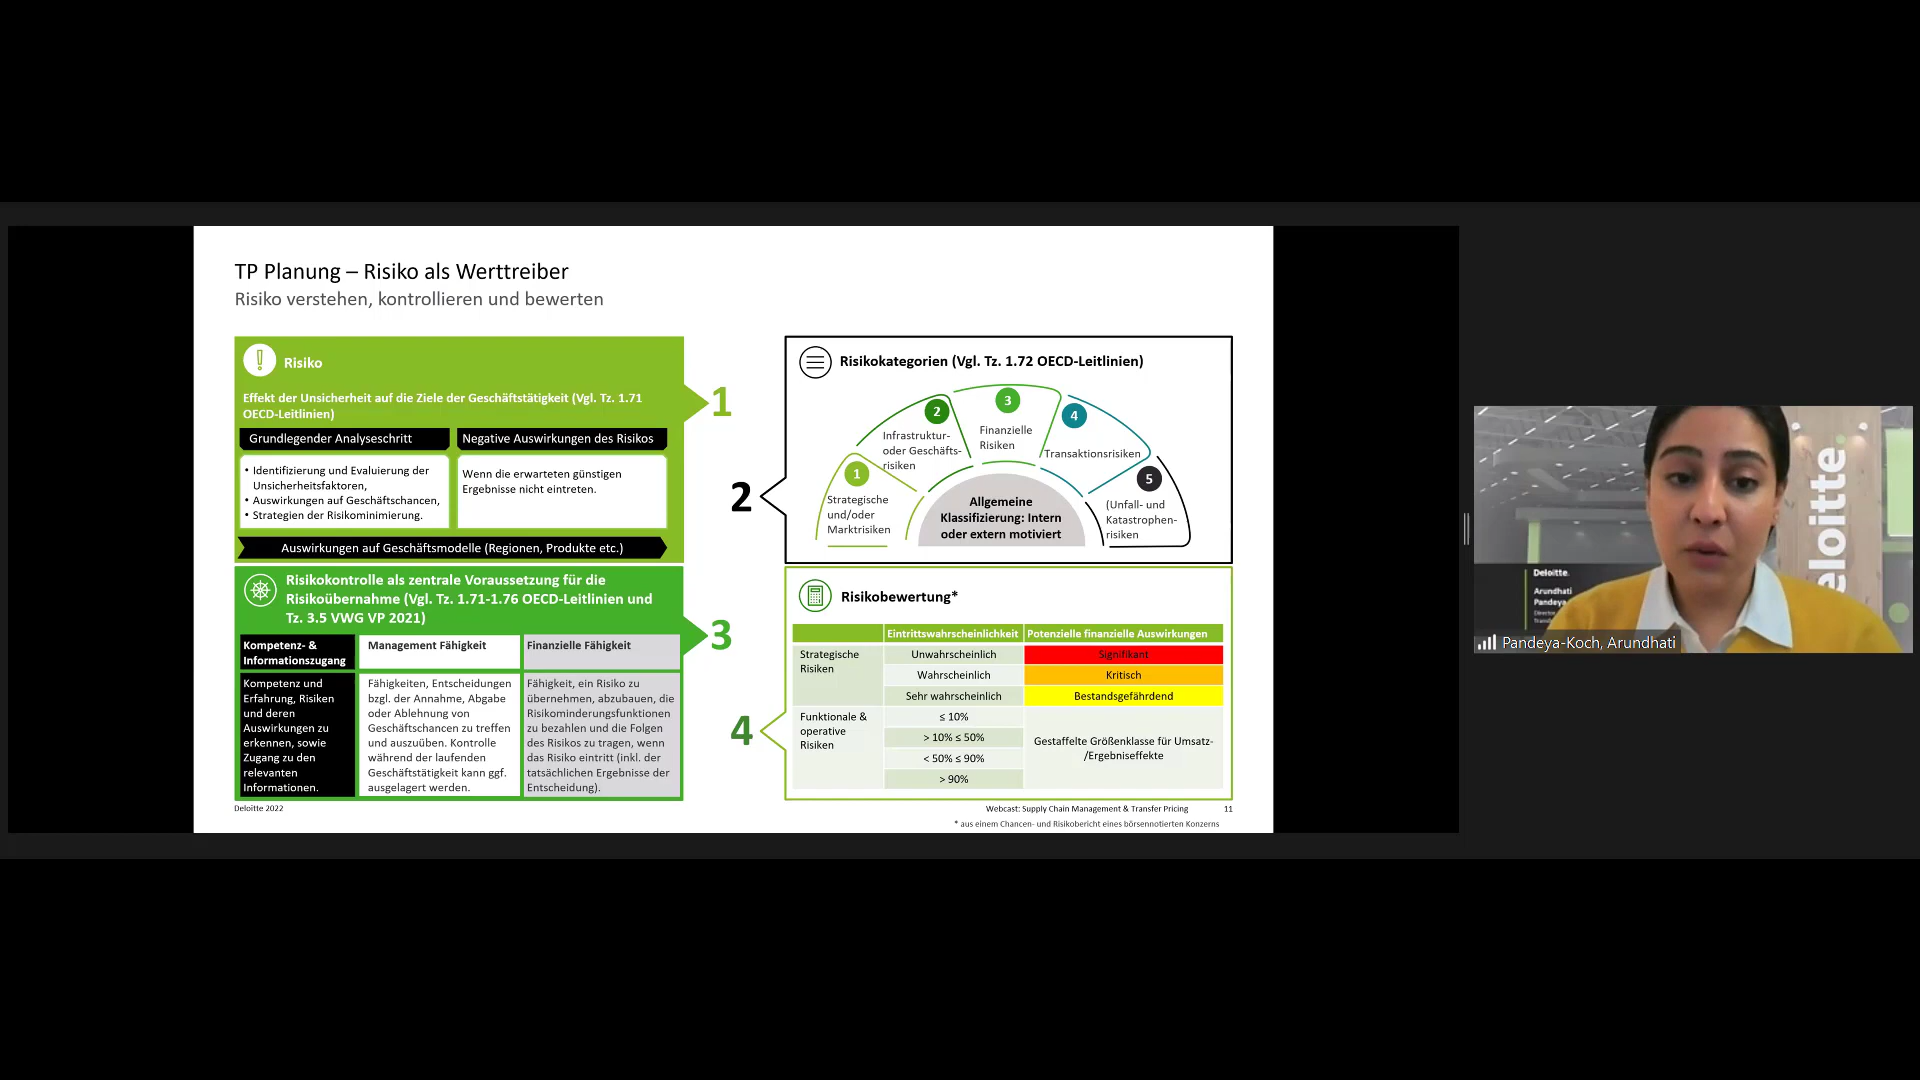 TP Planung – Risiko als Werttreiber
Risiko verstehen, kontrollieren und bewerten
Risiko
Effekt der Unsicherheit auf die Ziele der Geschäftstätigkeit (Vgl. Tz. 1.71
OECD-Leitlinien)
Grundlegender Analyseschritt
• Identifizierung und Evaluierung der
Unsicherheitsfaktoren,
• Auswirkungen auf Geschäftschancen,
• Strategien der Risikominimierung.
Negative Auswirkungen des Risikos
Wenn die erwarteten günstigen
Ergebnisse nicht eintreten.
Auswirkungen auf Geschäftsmodelle (Regionen, Produkte etc.)
1
2
Risikokategorien (Vgl. Tz. 1.72 OECD-Leitlinien)
1
Strategische
und/oder
Marktrisiken
2
Infrastruktur-
oder Geschäfts-
risiken
3
Finanzielle
Risiken
4
Transaktionsrisiken
5
(Unfall- und
Katastrophen-
risiken
Allgemeine
Klassifizierung: Intern
oder extern motiviert
Risikokontrolle als zentrale Voraussetzung für die
Risikoübernahme (Vgl. Tz. 1.71-1.76 OECD-Leitlinien und
Tz. 3.5 VWG VP 2021)
3
Kompetenz- &
Informationszugang
Kompetenz und
Erfahrung, Risiken
und deren
Auswirkungen zu
erkennen, sowie
Zugang zu den
relevanten
Informationen.
Management Fähigkeit
Fähigkeiten, Entscheidungen
bzgl. der Annahme, Abgabe
oder Ablehnung von
Geschäftschancen zu treffen
und auszuüben. Kontrolle
während der laufenden
Geschäftstätigkeit kann ggf.
ausgelagert werden.
Finanzielle Fähigkeit
Fähigkeit, ein Risiko zu
übernehmen, abzubauen, die
Risikominderungsfunktionen
zu bezahlen und die Folgen
des Risikos zu tragen, wenn
das Risiko eintritt (inkl. der
tatsächlichen Ergebnisse der
Entscheidung).
4
Risikobewertung*
Eintrittswahrscheinlichkeit Potenzielle finanzielle Auswirkungen
Strategische
Risiken
Unwahrscheinlich Signifikant
Wahrscheinlich Kritisch
Sehr wahrscheinlich Bestandsgefährdend
Funktionale &
operative
Risiken
≤ 10%
> 10% ≤ 50%
< 50% ≤ 90%
> 90%
Gestaffelte Größenklasse für Umsatz-
/Ergebniseffekte
Deloitte 2022
Webcast: Supply Chain Management & Transfer Pricing 11
* aus einem Chancen- und Risikobericht eines börsennotierten Konzerns
eloitte.
Deloitte.
Arundhati
Pandeya
Pandeya-Koch, Arundhati